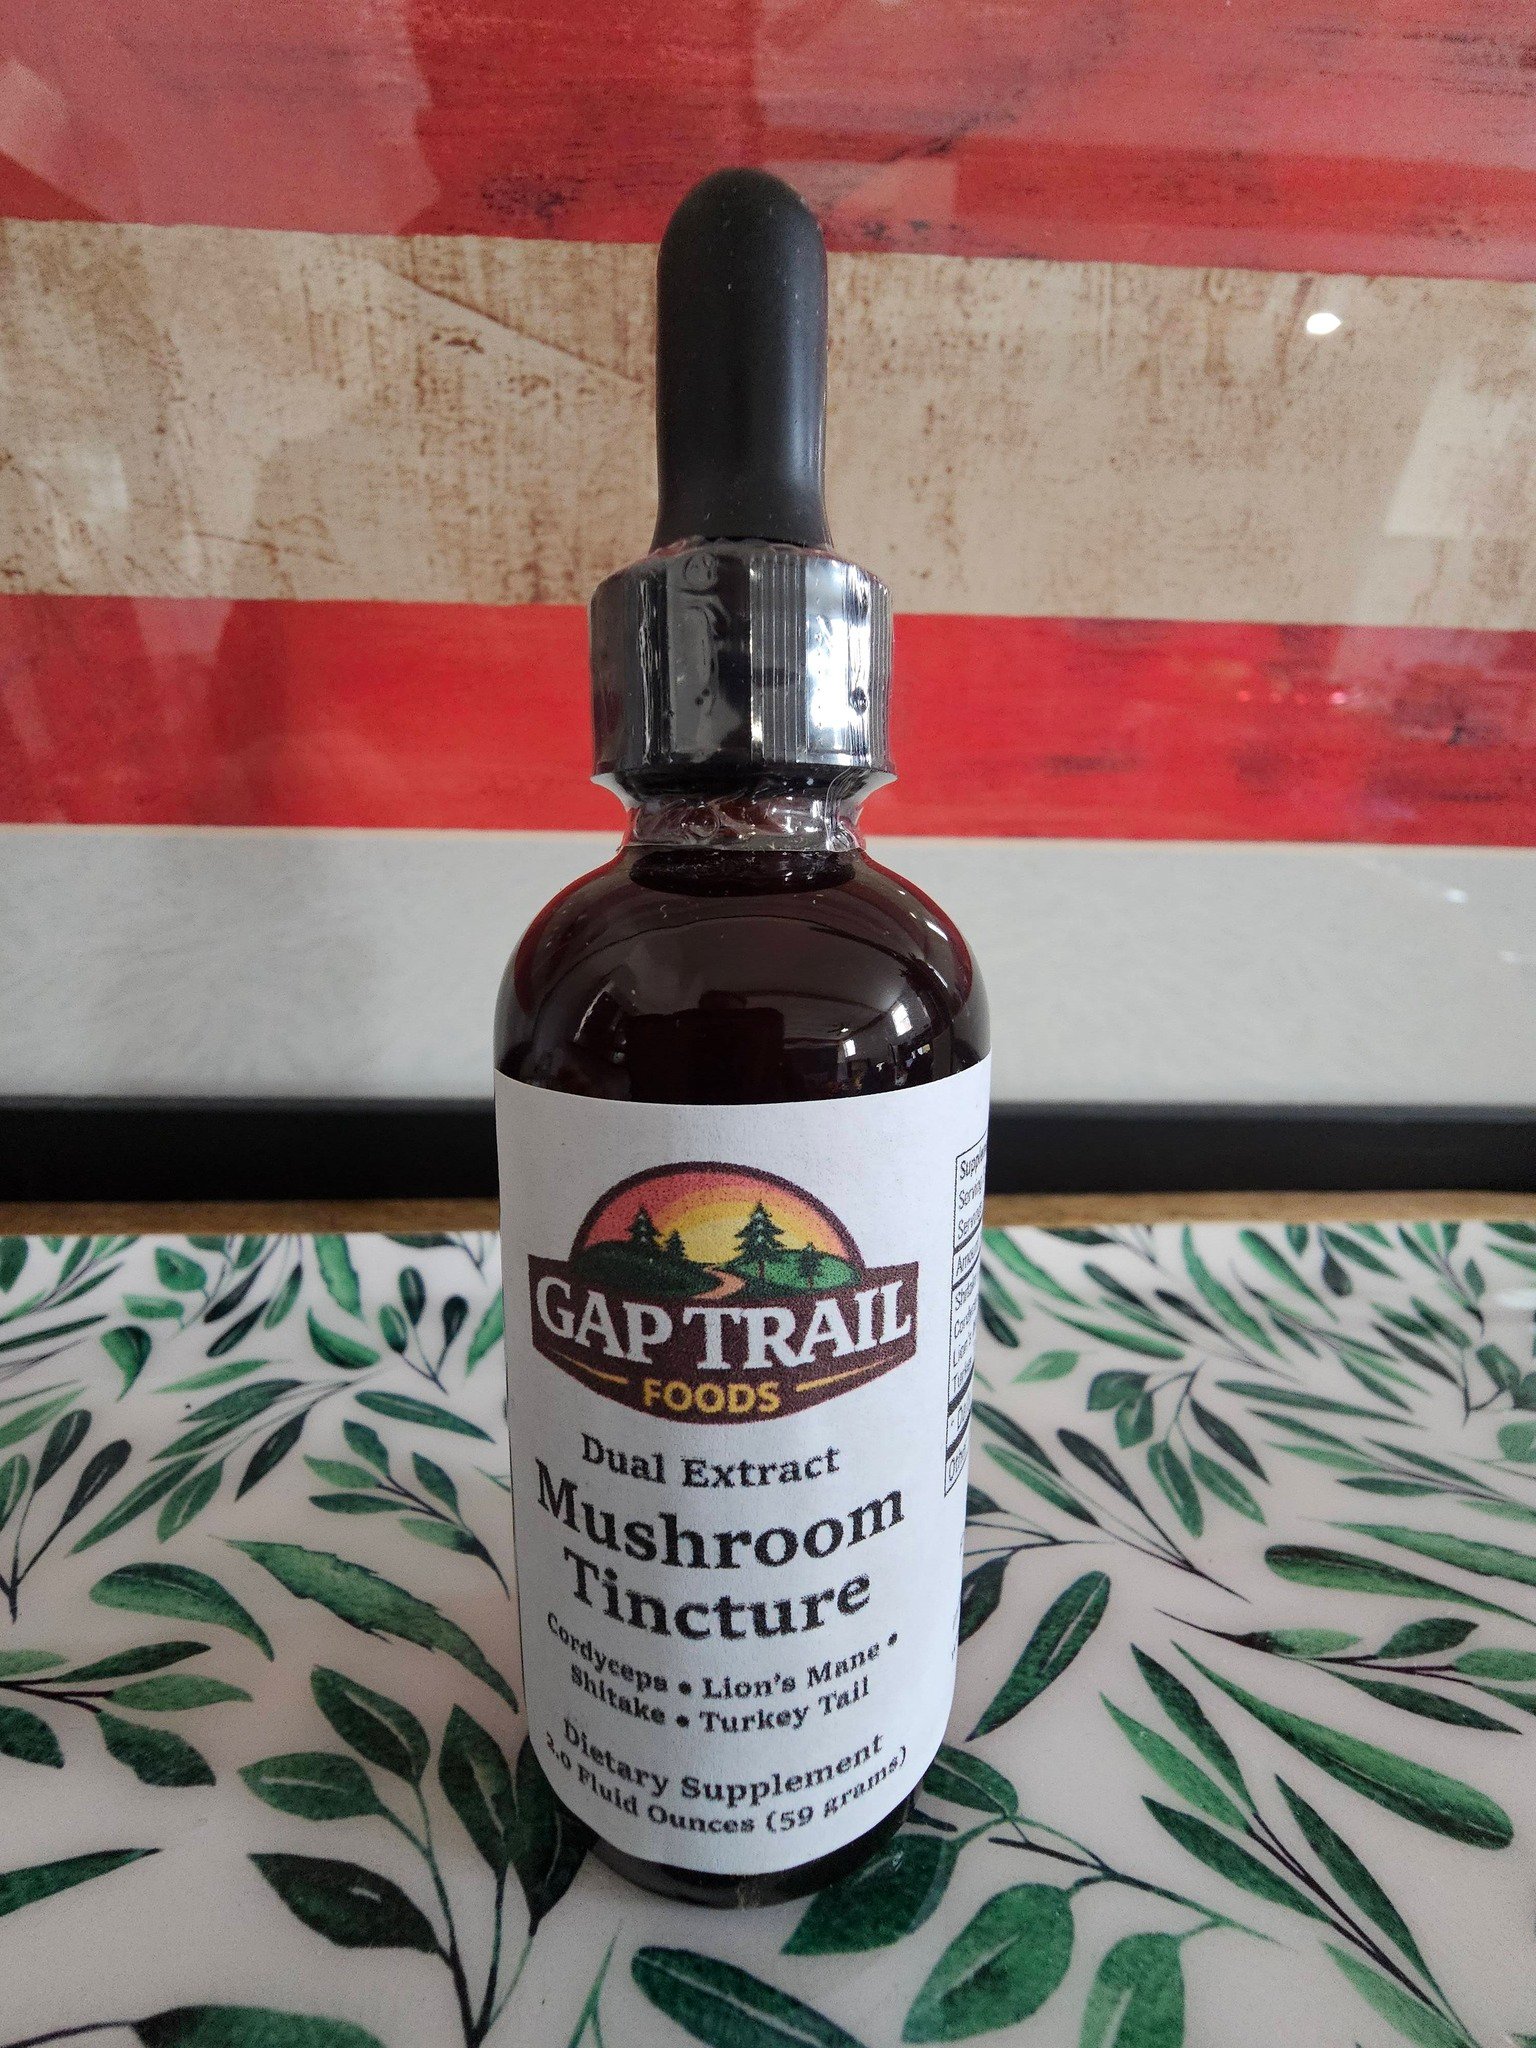 GAP TRAIL
FOODS
Dual Extract
Mushroom
Tincture
Cordyceps • Lion's Mane •
Shitake • Turkey Tail
Dietary Supplement
2.0 Fluid Ounces (59 grams)